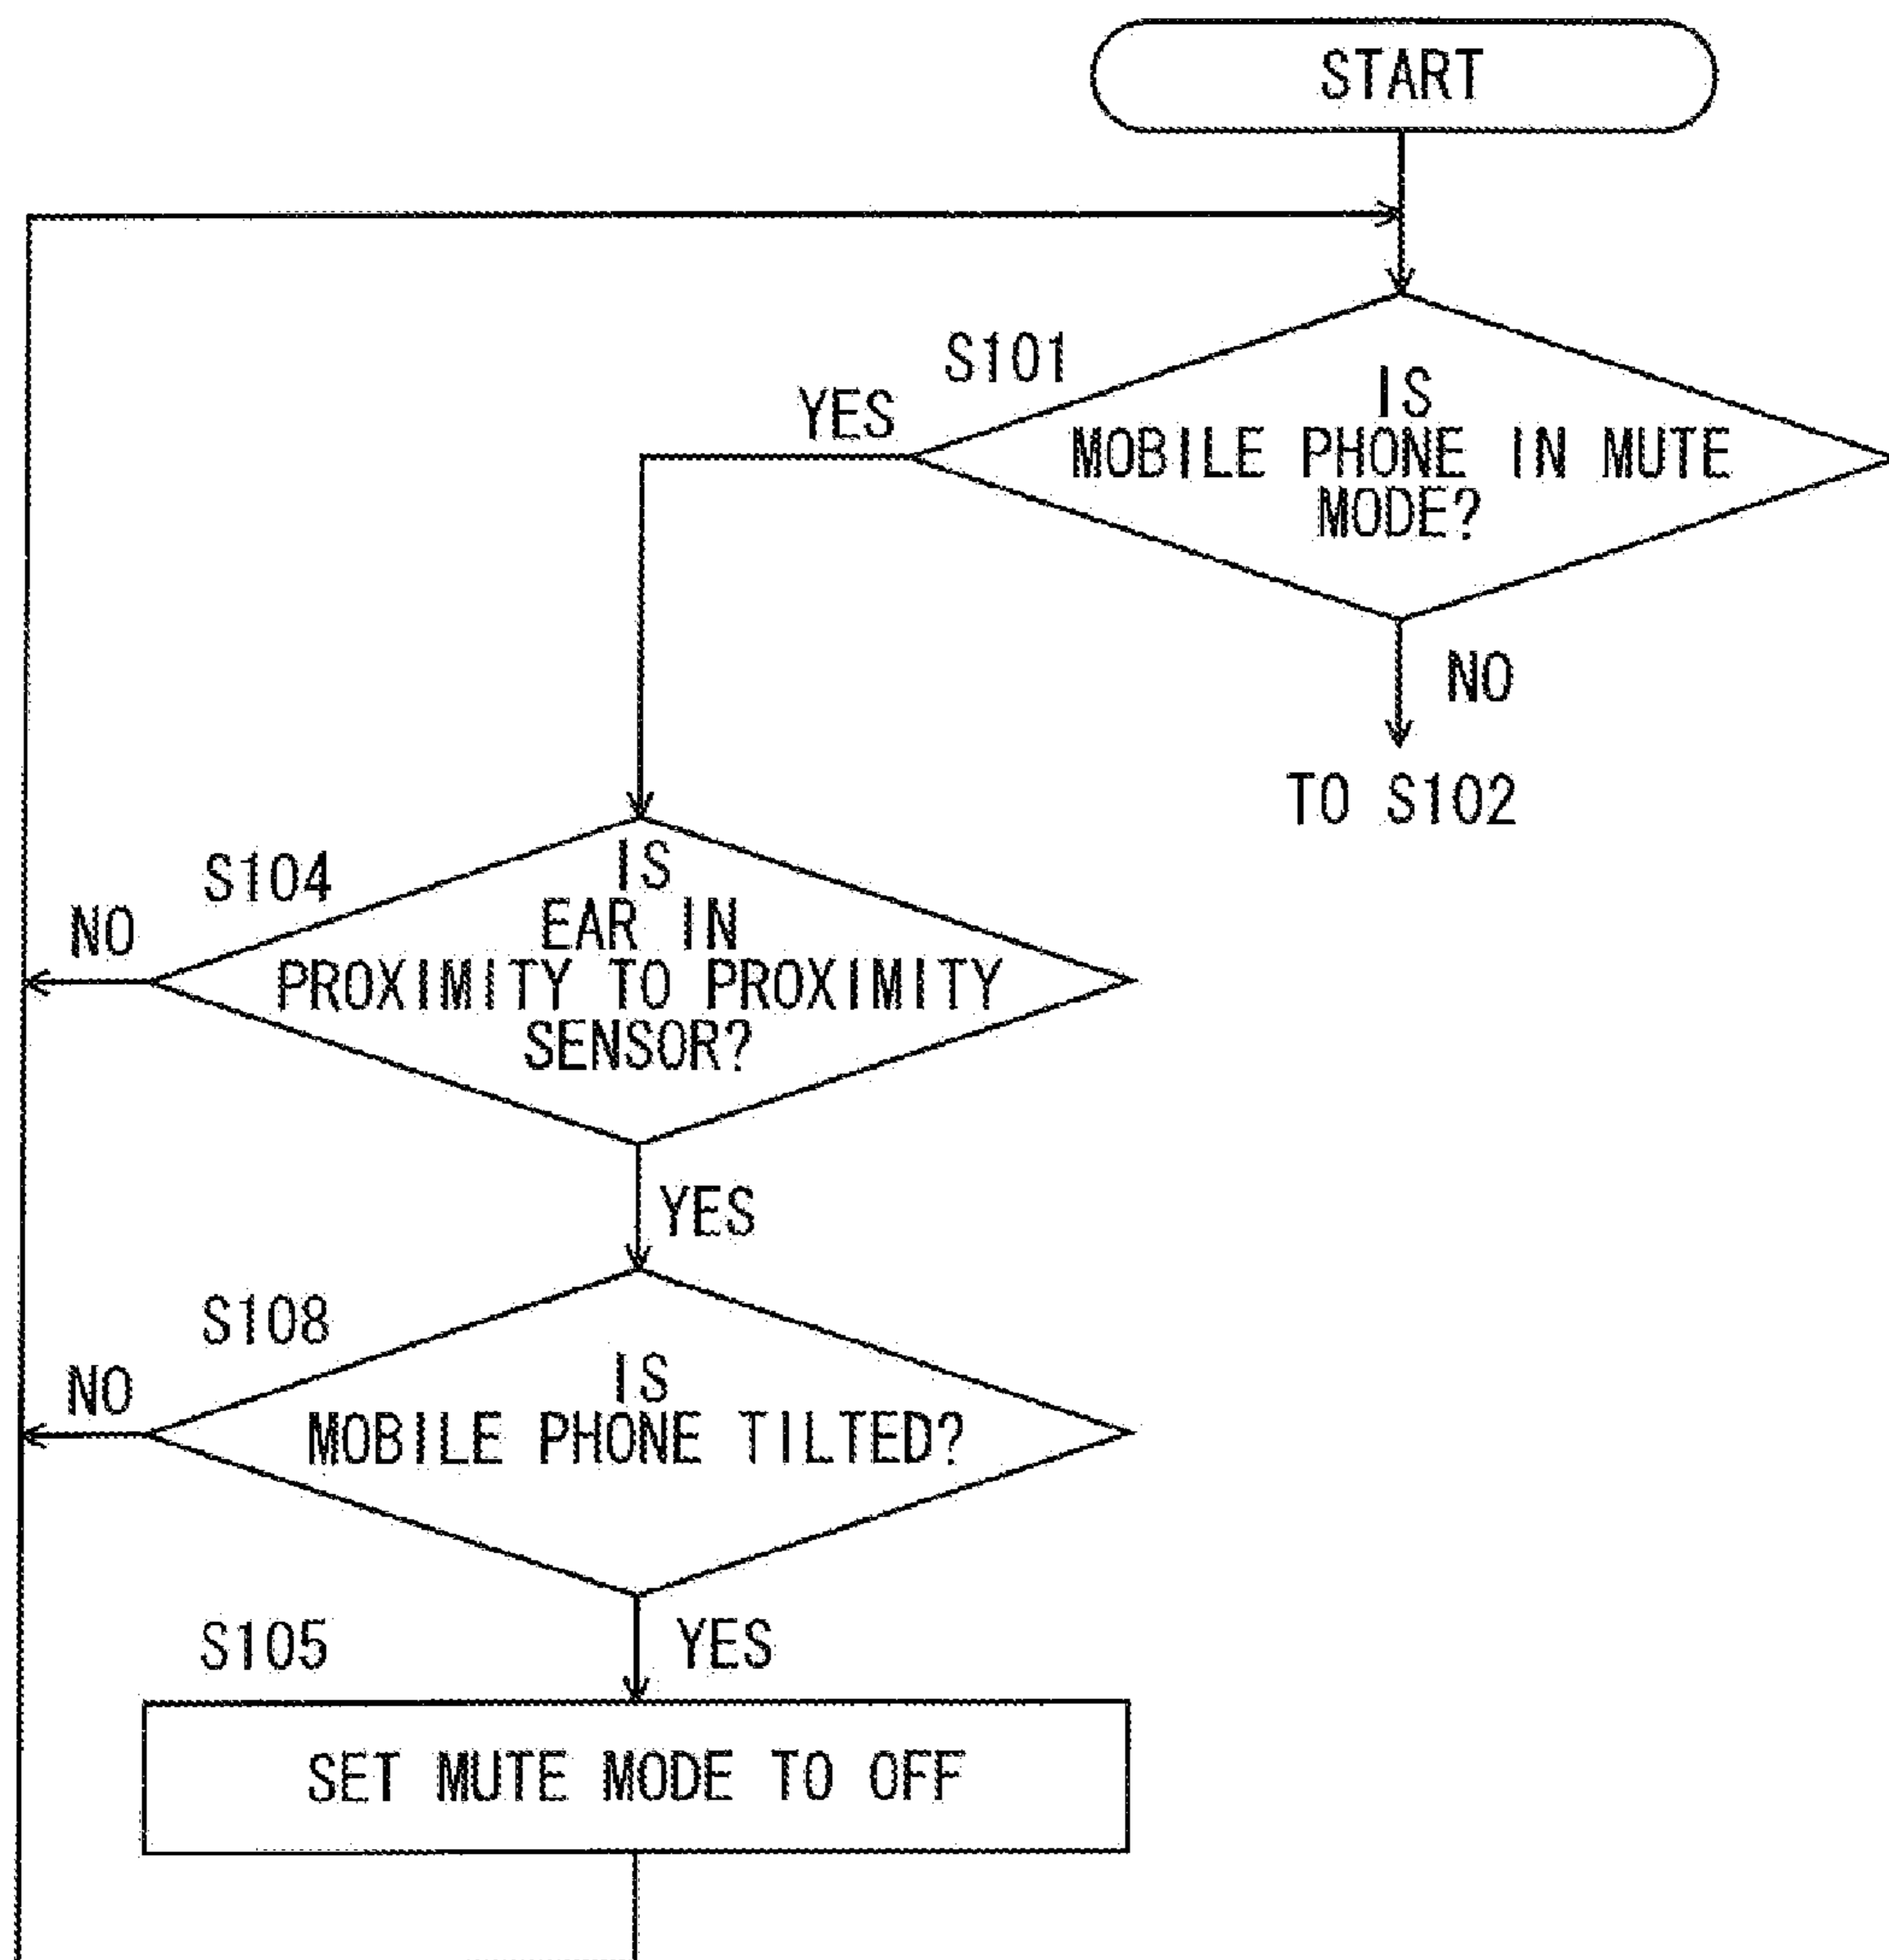 START
S101
YES
IS
MOBILE PHONE IN MUTE
MODE?
NO
TO S102
S104
NO
IS
EAR IN
PROXIMITY TO PROXIMITY
SENSOR?
YES
S108
NO
IS
MOBILE PHONE TILTED?
S105
YES
SET MUTE MODE TO OFF